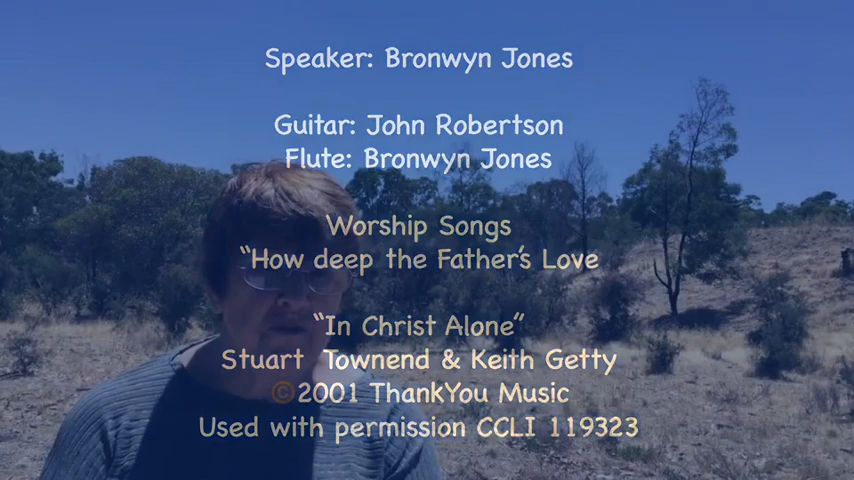 Speaker: Bronwyn Jones
Guitar: John Robertson
Flute: Bronwyn Jones
Worship Songs
“How deep the Father’s Love
“In Christ Alone”
Stuart Townend & Keith Getty
©2001 ThankYou Music
Used with permission CCLI 119323